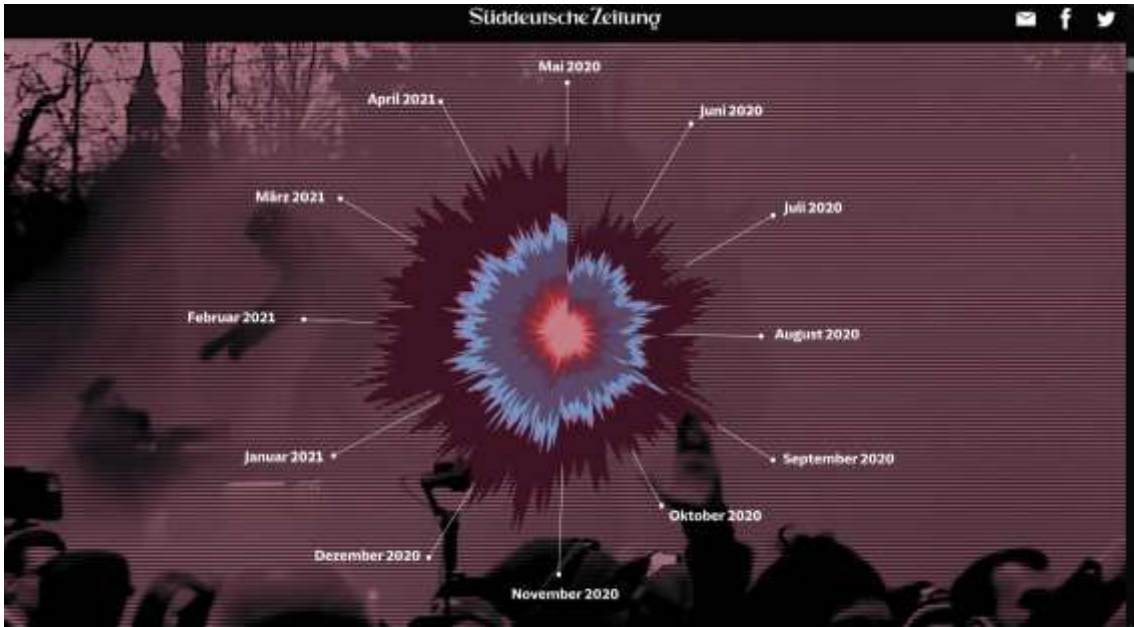 Süddeutsche Zeitung
Mai 2020
April 2021
Juni 2020
März 2021
Juli 2020
Februar 2021
August 2020
Januar 2021
September 2020
Oktober 2020
Dezember 2020
November 2020